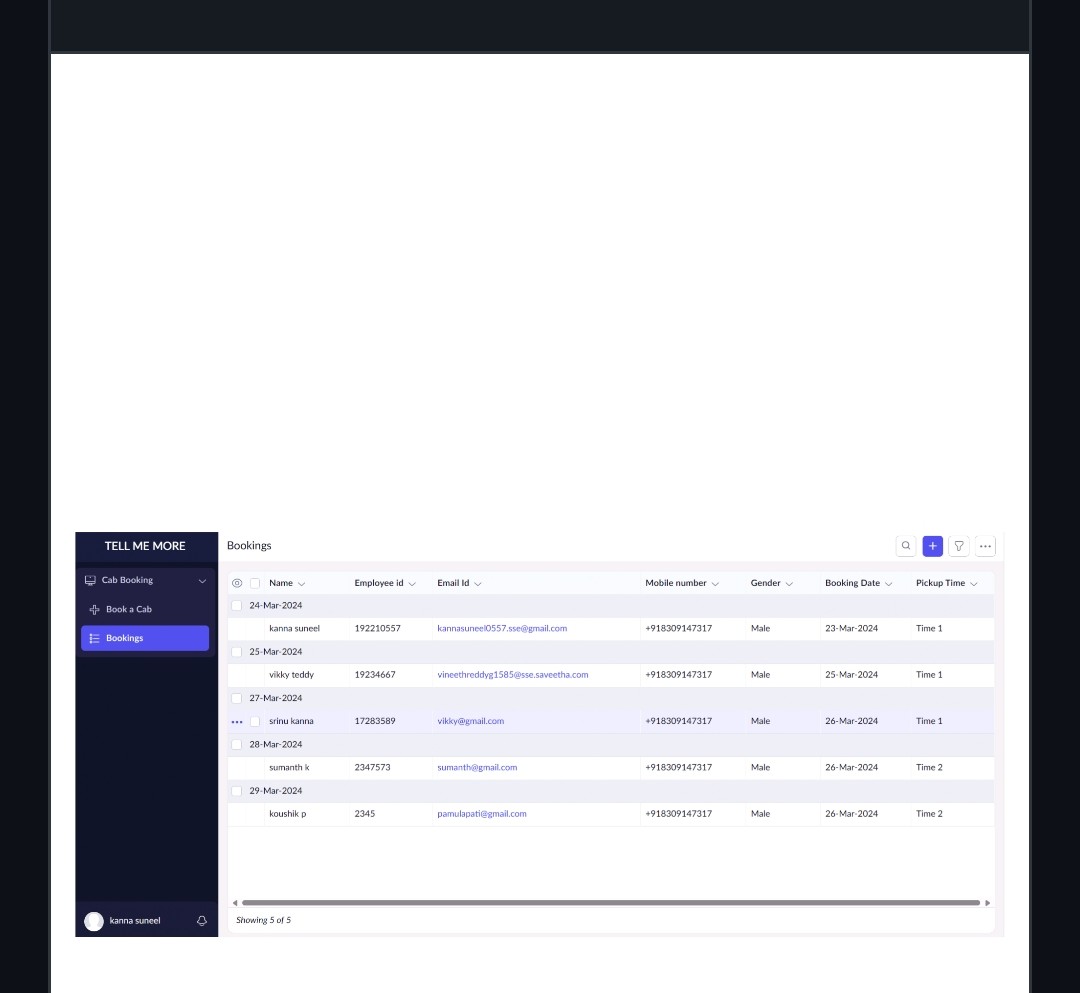 TELL ME MORE
Cab Booking
Book a Cab
Bookings
kanna suneel
Bookings
Name Employee id Email Id Mobile number Gender Booking Date Pickup Time
24-Mar-2024
kanna suneel 192210557 kannasuneel0557.sse@gmail.com +918309147317 Male 23-Mar-2024 Time 1
25-Mar-2024
vikky teddy 19234667 vineethreddyg1585@sse.saveetha.com +918309147317 Male 25-Mar-2024 Time 1
27-Mar-2024
srinu kanna 17283589 vikky@gmail.com +918309147317 Male 26-Mar-2024 Time 1
28-Mar-2024
sumanth k 2347573 sumanth@gmail.com +918309147317 Male 26-Mar-2024 Time 2
29-Mar-2024
koushik p 2345 pamulapati@gmail.com +918309147317 Male 26-Mar-2024 Time 2
Showing 5 of 5